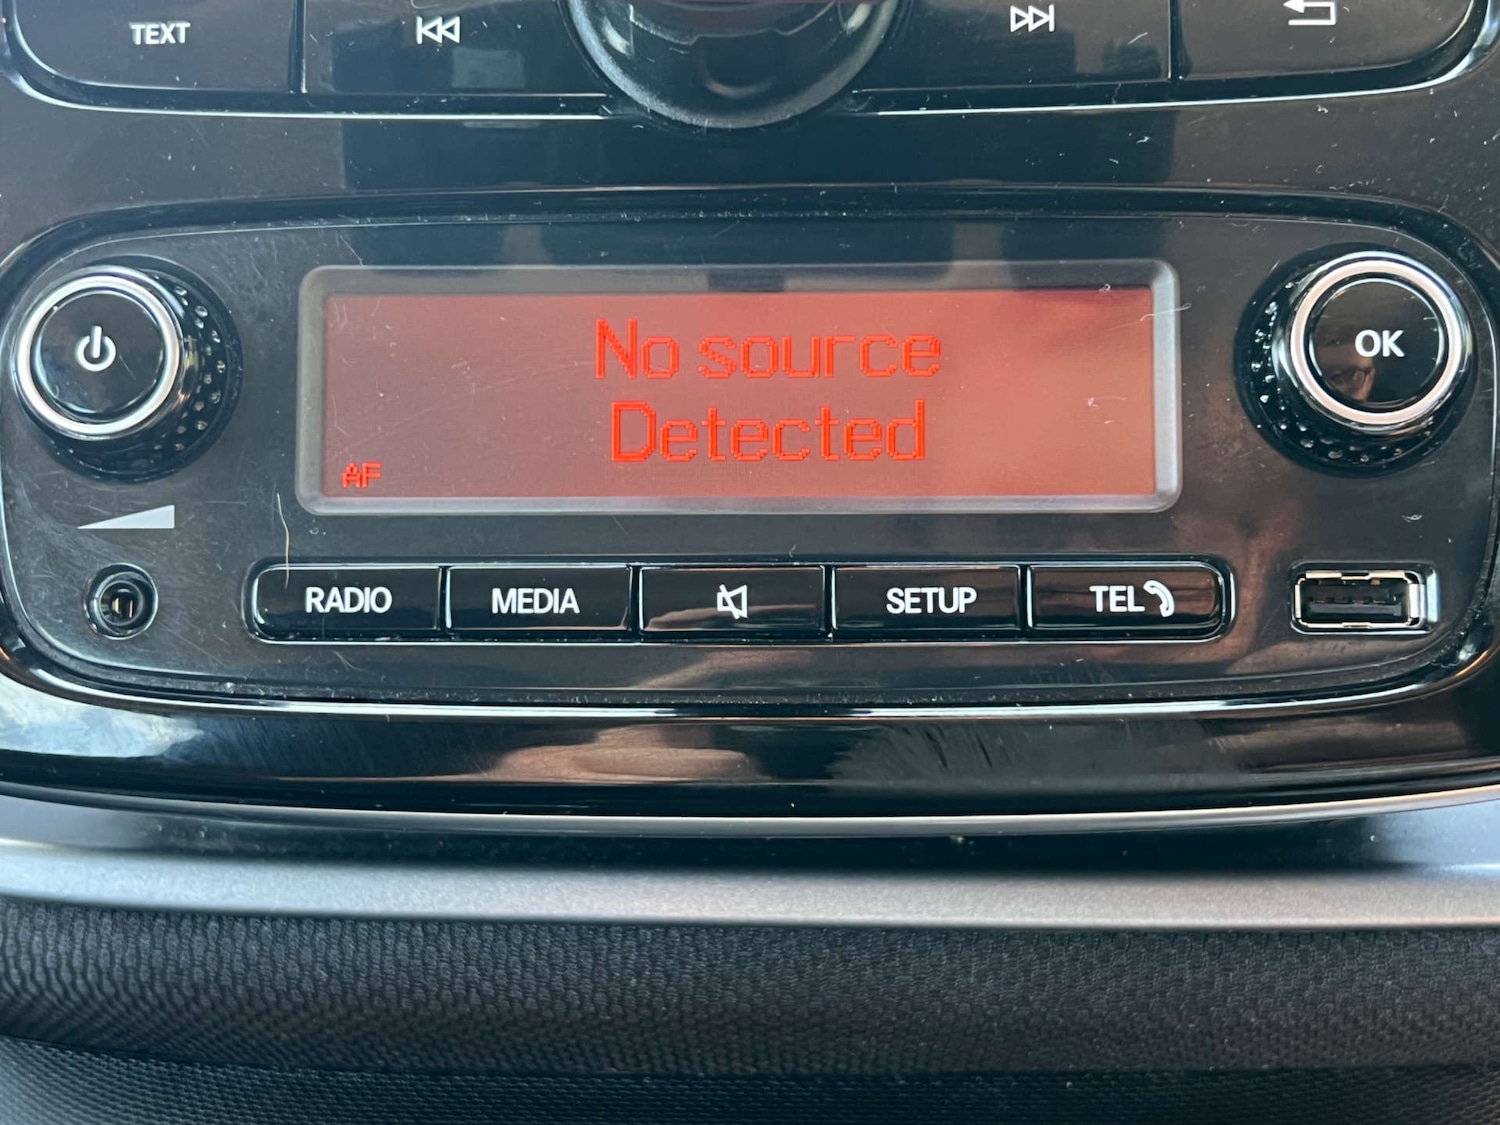 TEXT
No source
Detected
AF
OK
RADIO
MEDIA
SETUP
TEL